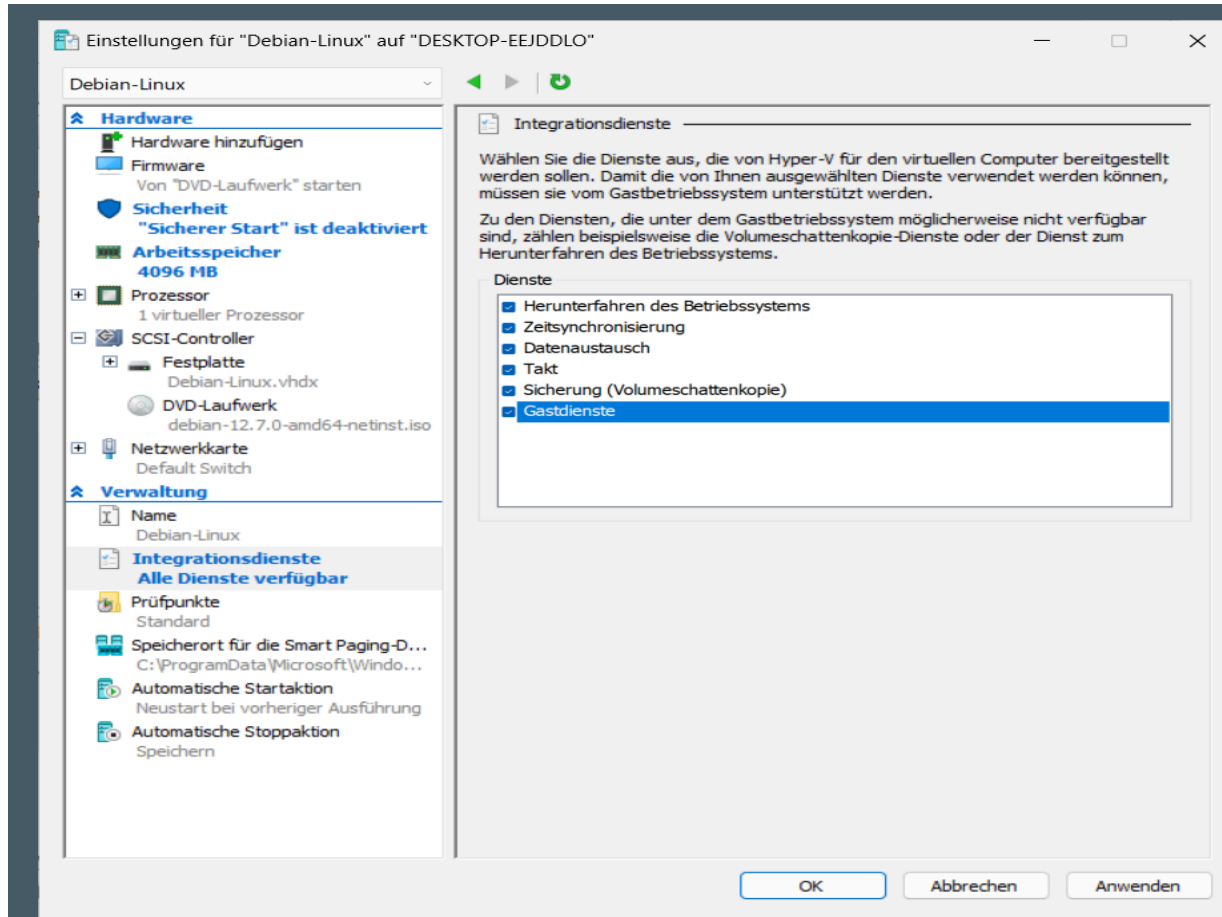 Einstellungen für "Debian-Linux" auf "DESKTOP-EEJDDLO"
Debian-Linux
Hardware
Hardware hinzufügen
Firmware
Von "DVD-Laufwerk" starten
Sicherheit
"Sicherer Start" ist deaktiviert
Arbeitsspeicher
4096 MB
Prozessor
1 virtueller Prozessor
SCSI-Controller
Festplatte
Debian-Linux.vhdx
DVD-Laufwerk
debian-12.7.0-amd64-netinst.iso
Netzwerkkarte
Default Switch
Verwaltung
Name
Debian-Linux
Integrationsdienste
Alle Dienste verfügbar
Prüfpunkte
Standard
Speicherort für die Smart Paging-D...
C:\ProgramData\Microsoft\Windo...
Automatische Startaktion
Neustart bei vorheriger Ausführung
Automatische Stoppaktion
Speichern
Integrationsdienste
Wählen Sie die Dienste aus, die von Hyper-V für den virtuellen Computer bereitgestellt
werden sollen. Damit die von Ihnen ausgewählten Dienste verwendet werden können,
müssen sie vom Gastbetriebssystem unterstützt werden.
Zu den Diensten, die unter dem Gastbetriebssystem möglicherweise nicht verfügbar
sind, zählen beispielsweise die Volumeschattenkopie-Dienste oder der Dienst zum
Herunterfahren des Betriebssystems.
Dienste
Herunterfahren des Betriebssystems
Zeitsynchronisierung
Datenaustausch
Takt
Sicherung (Volumeschattenkopie)
Gastdienste
OK
Abbrechen
Anwenden